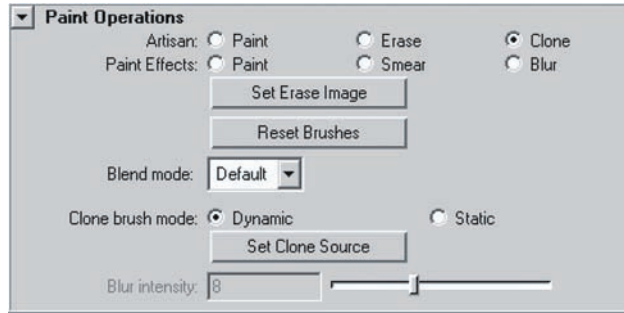 Paint Operations
Artisan: Paint Erase Clone
Paint Effects: Paint Smear Blur
Set Erase Image
Reset Brushes
Blend mode: Default
Clone brush mode: Dynamic Static
Set Clone Source
Blur intensity: 8